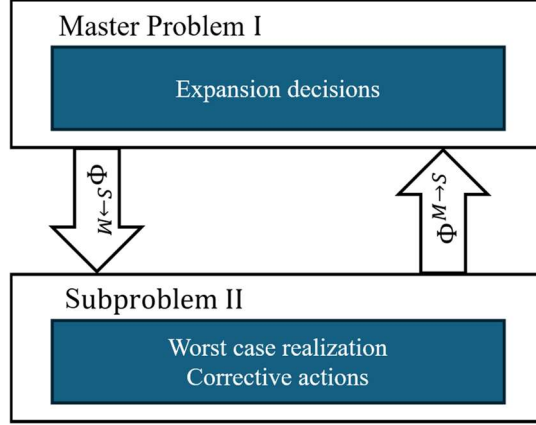 Master Problem I
Expansion decisions
Φ^{S←M}
Φ^{M→S}
Subproblem II
Worst case realization
Corrective actions